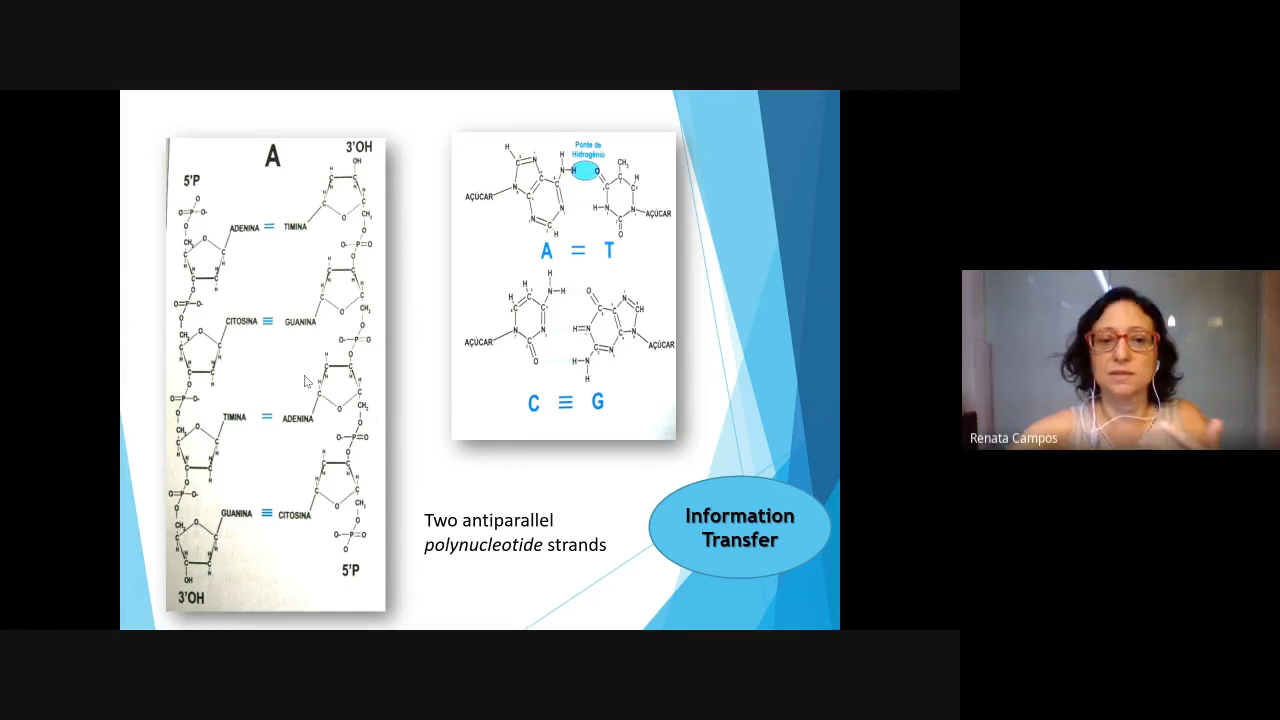 A
3'OH
5'P
ADENINA = TIMINA
CITOSINA ≡ GUANINA
TIMINA = ADENINA
GUANINA ≡ CITOSINA
5'P
3'OH
Ponte de
Hidrogênio
AÇÚCAR
AÇÚCAR
A = T
AÇÚCAR
AÇÚCAR
C ≡ G
Two antiparallel
polynucleotide strands
Information
Transfer
Renata Campos